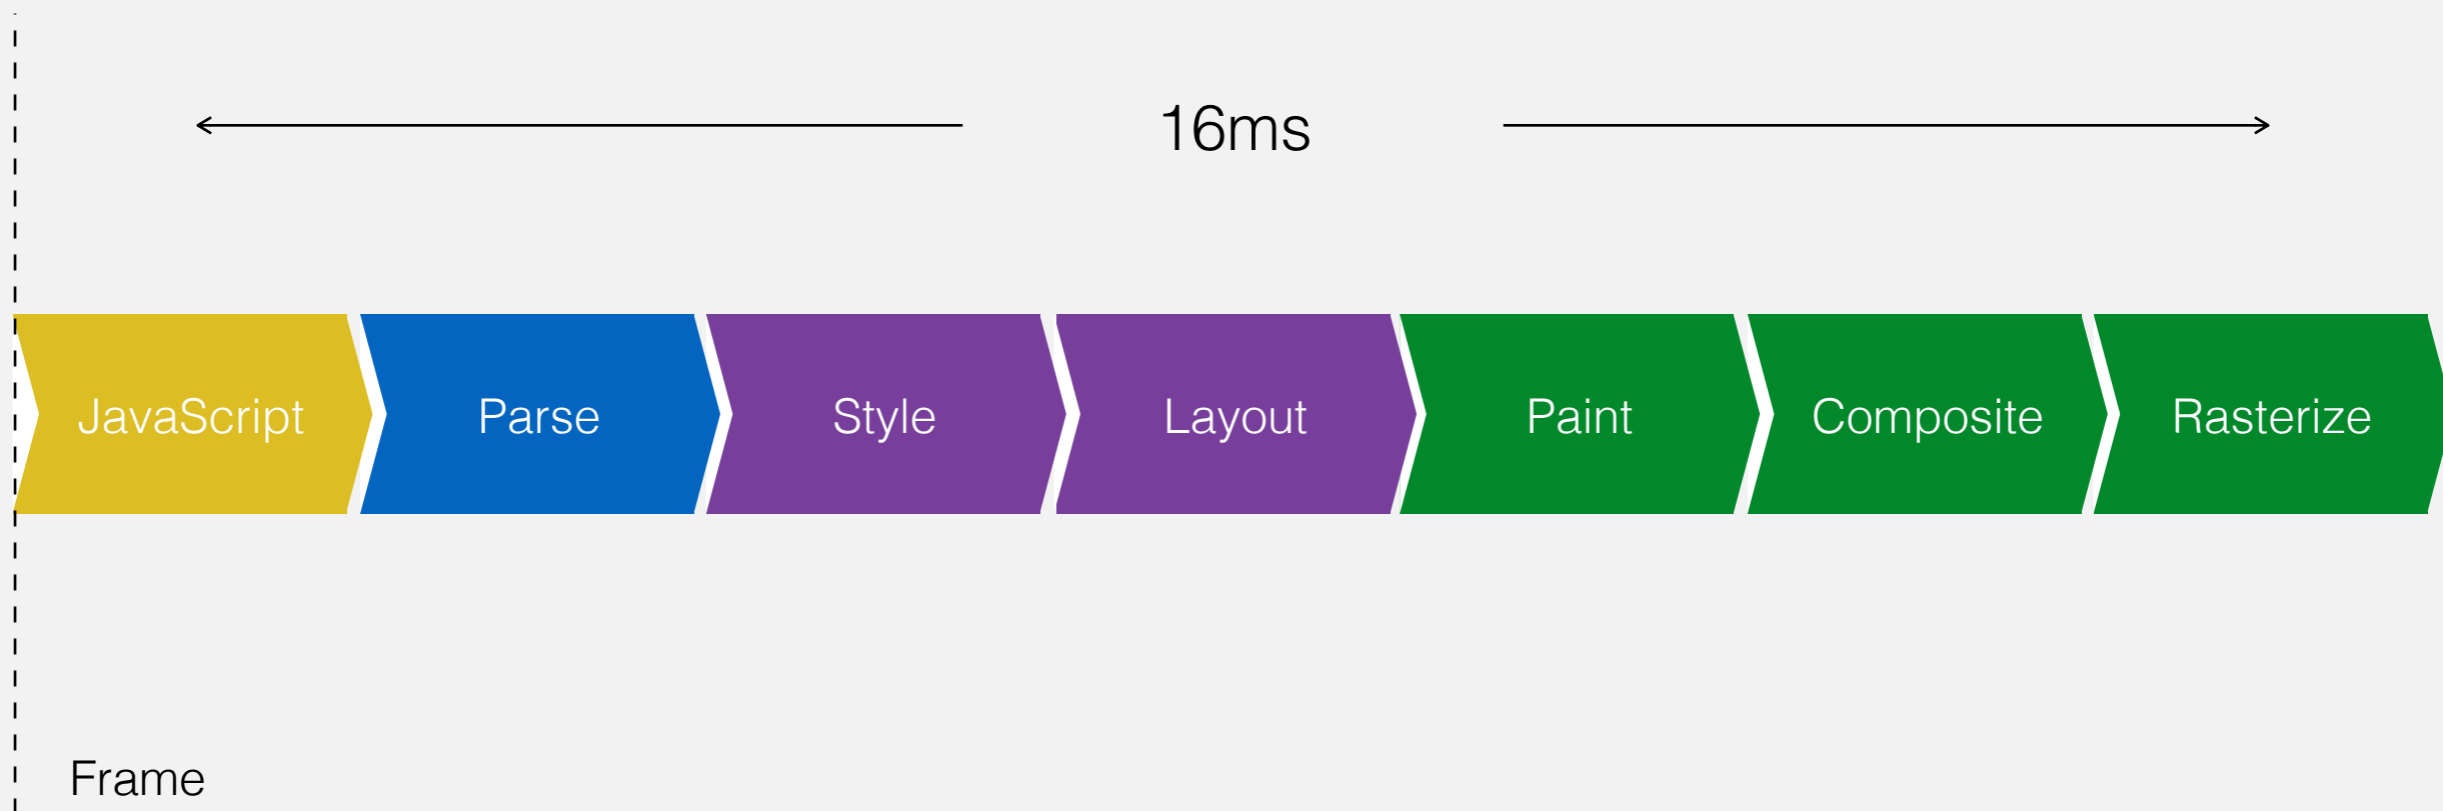 16ms
JavaScript
Parse
Style
Layout
Paint
Composite
Rasterize
Frame